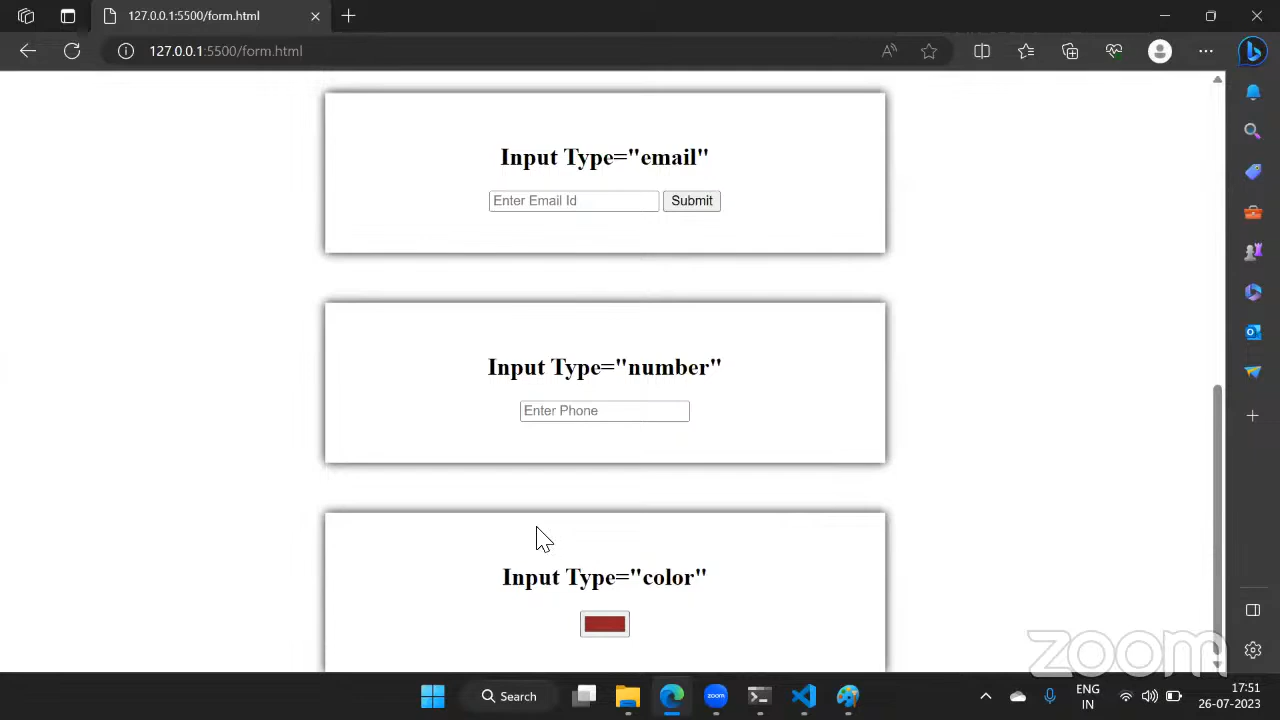 127.0.0.1:5500/form.html
127.0.0.1:5500/form.html
Input Type="email"
Enter Email Id
Submit
Input Type="number"
Enter Phone
Input Type="color"
zoom
Search
zoom
ENG
IN
17:51
26-07-2023